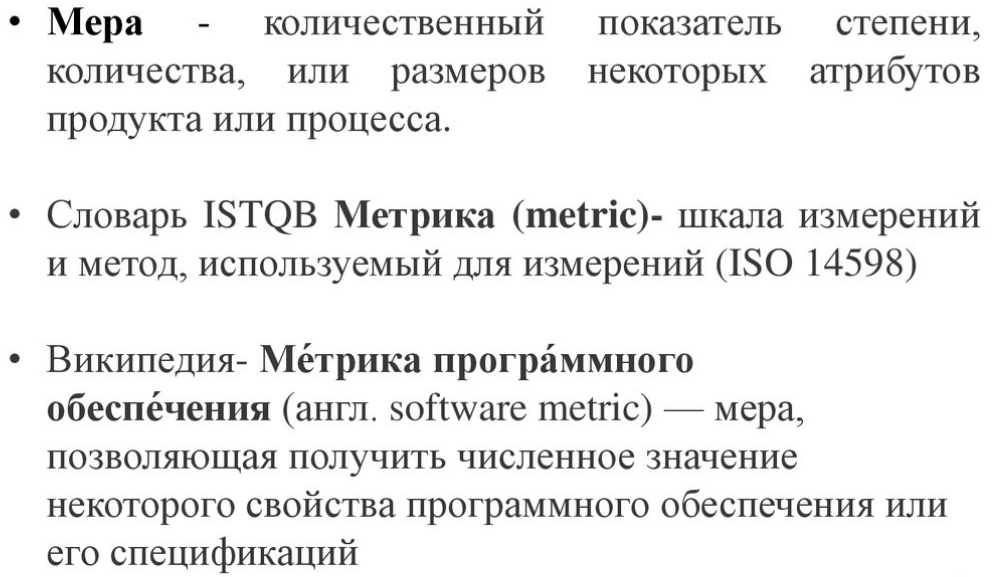 • Мера - количественный показатель степени,
количества, или размеров некоторых атрибутов
продукта или процесса.
• Словарь ISTQB Метрика (metric)- шкала измерений
и метод, используемый для измерений (ISO 14598)
• Википедия- Ме́трика програ́ммного
обеспе́чения (англ. software metric) — мера,
позволяющая получить численное значение
некоторого свойства программного обеспечения или
его спецификаций